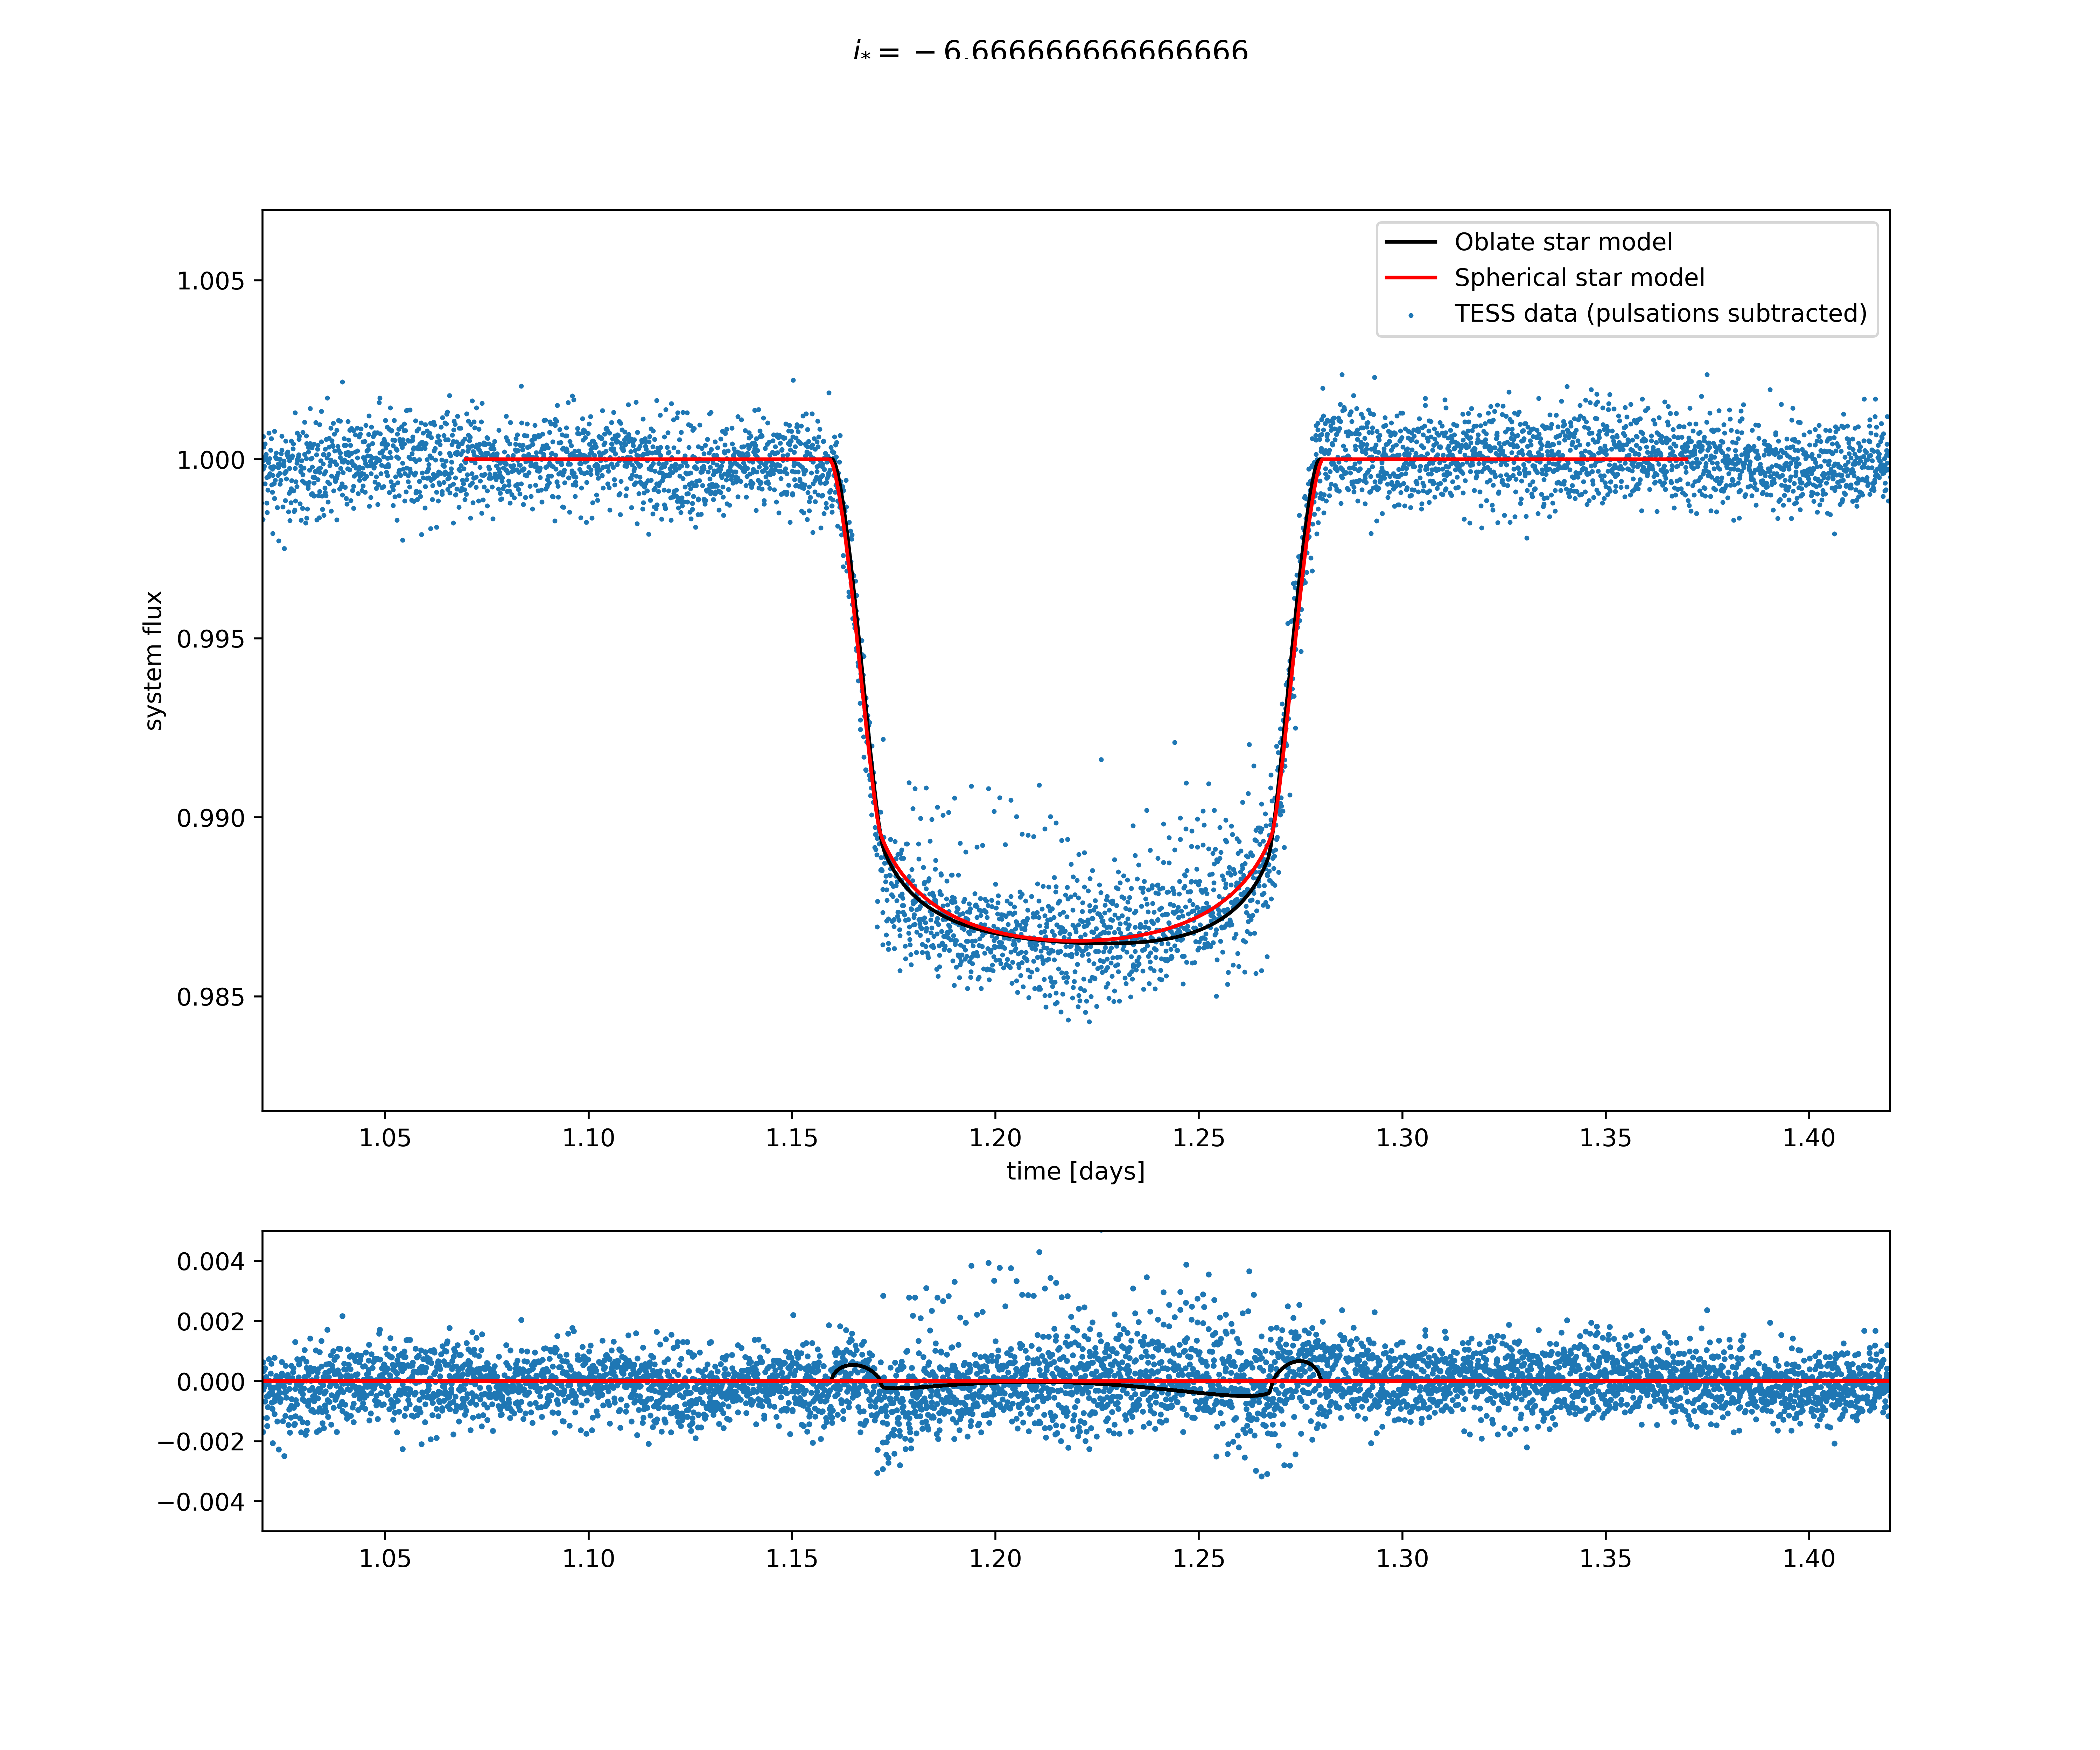 i* = −6.666666666666666
Oblate star model
Spherical star model
TESS data (pulsations subtracted)
1.005
1.000
0.995
0.990
0.985
system flux
1.05 1.10 1.15 1.20 1.25 1.30 1.35 1.40
time [days]
0.004
0.002
0.000
−0.002
−0.004
1.05 1.10 1.15 1.20 1.25 1.30 1.35 1.40